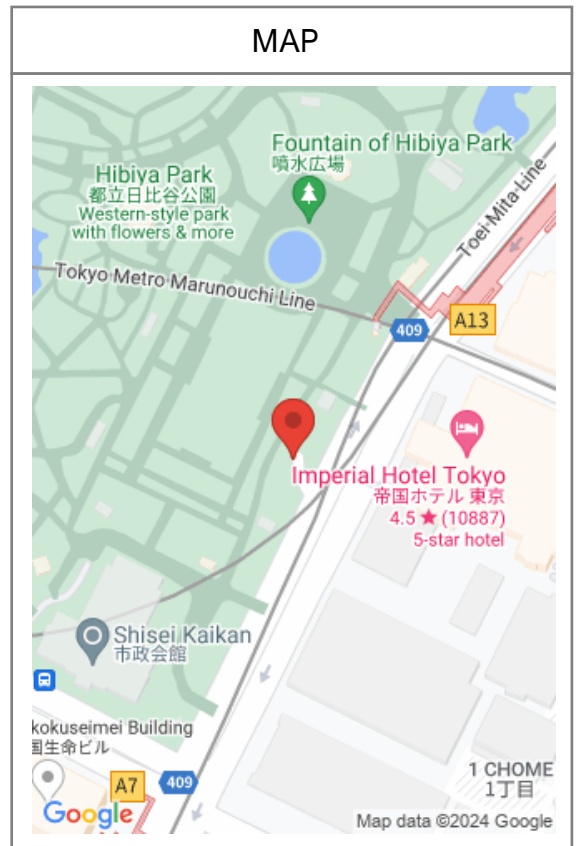 MAP
Fountain of Hibiya Park
噴水広場
Hibiya Park
都立日比谷公園
Western-style park
with flowers & more
Toei Mita Line
Tokyo Metro Marunouchi Line
A13
409
Imperial Hotel Tokyo
帝国ホテル 東京
4.5 ★ (10887)
5-star hotel
Shisei Kaikan
市政会館
kokuseimei Building
国生命ビル
1 CHOME
1丁目
A7
409
Google
Map data ©2024 Google